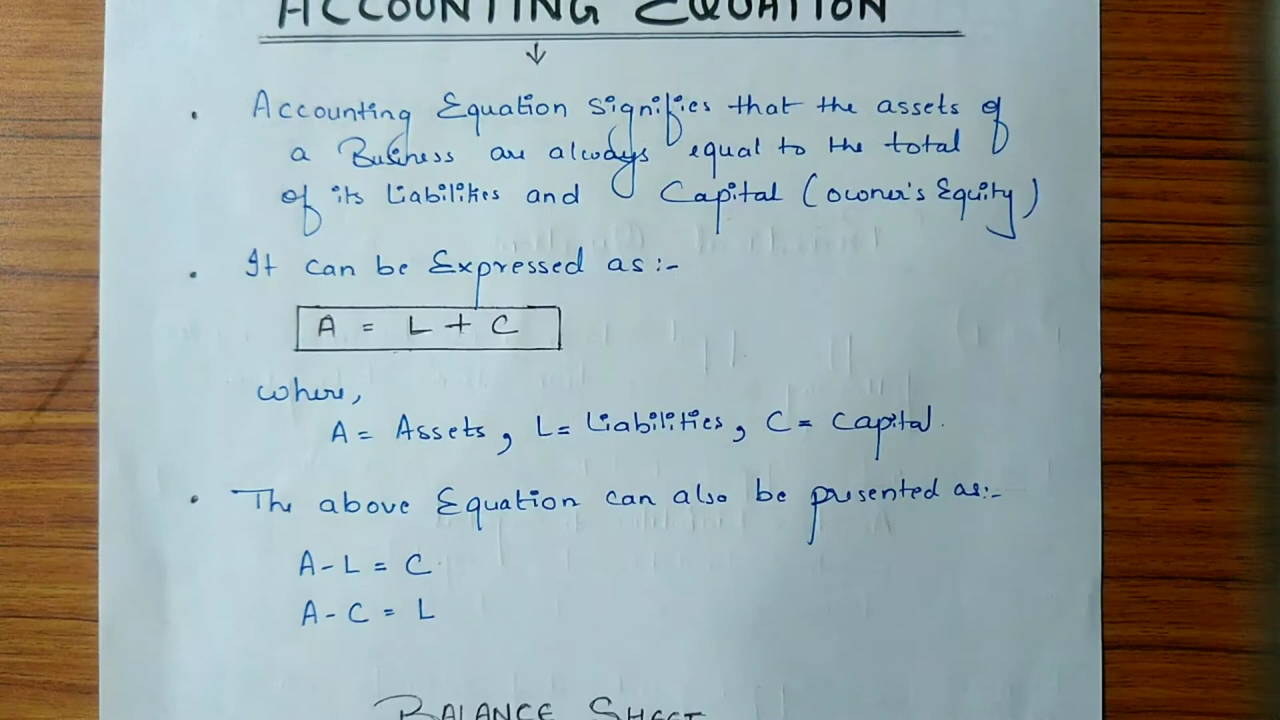 ACCOUNTING EQUATION
. Accounting Equation signifies that the assets of
a Business are always equal to the total
of its Liabilities and Capital (owner's Equity)
. It can be Expressed as:-
A = L + C
where,
A = Assets, L= Liabilities, C = Capital.
. The above Equation can also be presented as:-
A-L = C
A-C = L
BALANCE SHEET